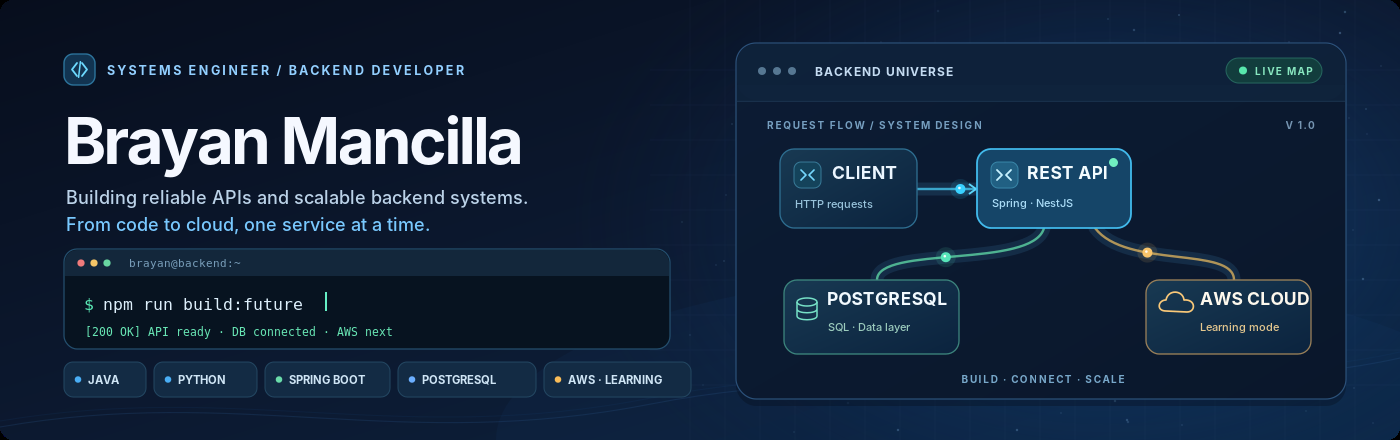 SYSTEMS ENGINEER / BACKEND DEVELOPER
Brayan Mancilla
Building reliable APIs and scalable backend systems.
From code to cloud, one service at a time.
brayan@backend:~
$ npm run build:future
[200 OK] API ready · DB connected · AWS next
JAVA
PYTHON
SPRING BOOT
POSTGRESQL
AWS · LEARNING
BACKEND UNIVERSE
LIVE MAP
REQUEST FLOW / SYSTEM DESIGN
V 1.0
CLIENT
HTTP requests
REST API
Spring · NestJS
POSTGRESQL
SQL · Data layer
AWS CLOUD
Learning mode
BUILD · CONNECT · SCALE